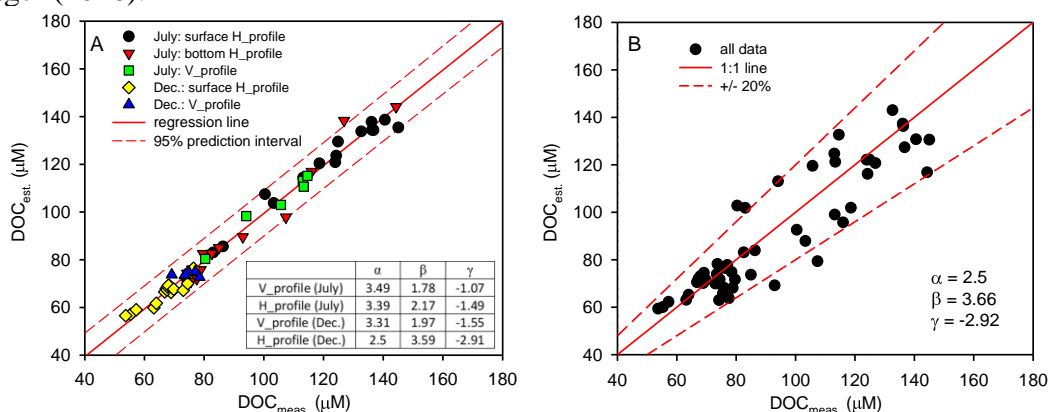 A
July: surface H_profile
July: bottom H_profile
July: V_profile
Dec.: surface H_profile
Dec.: V_profile
regression line
95% prediction interval
180
160
140
120
100
80
60
40
DOCest. (μM)
α β γ
V_profile (July) 3.49 1.78 -1.07
H_profile (July) 3.39 2.17 -1.49
V_profile (Dec.) 3.31 1.97 -1.55
H_profile (Dec.) 2.5 3.59 -2.91
40 60 80 100 120 140 160 180
DOCmeas. (μM)
B
all data
1:1 line
+/- 20%
180
160
140
120
100
80
60
40
DOCest. (μM)
α = 2.5
β = 3.66
γ = -2.92
40 60 80 100 120 140 160 180
DOCmeas. (μM)